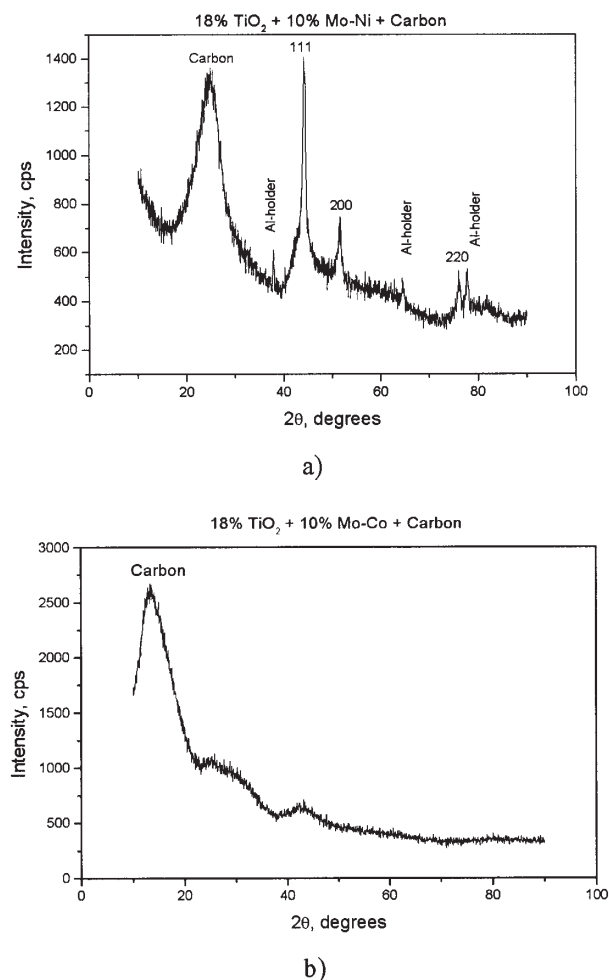 18% TiO₂ + 10% Mo-Ni + Carbon
111
Carbon
Al-holder
200
Al-holder
220
Al-holder
Intensity, cps
1400
1200
1000
800
600
400
200
0 20 40 60 80 100
2θ, degrees
a)
18% TiO₂ + 10% Mo-Co + Carbon
Carbon
Intensity, cps
3000
2500
2000
1500
1000
500
0
0 20 40 60 80 100
2θ, degrees
b)